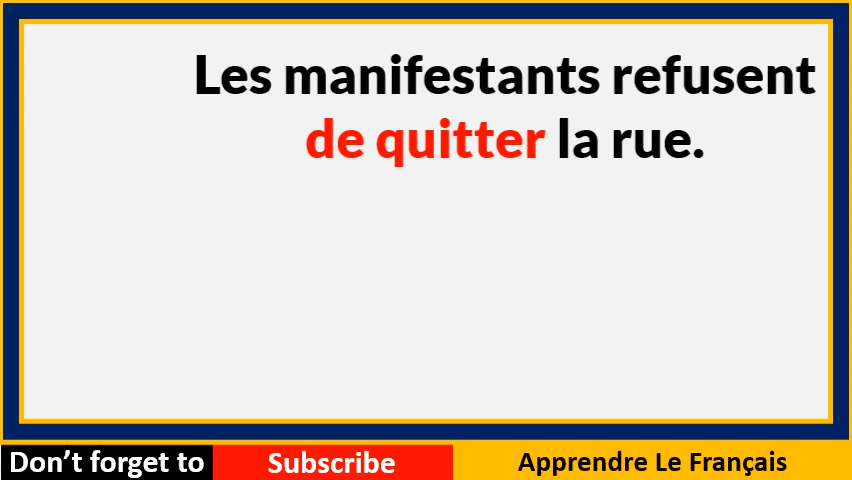 Les manifestants refusent
de quitter la rue.
Don’t forget to Subscribe Apprendre Le Français